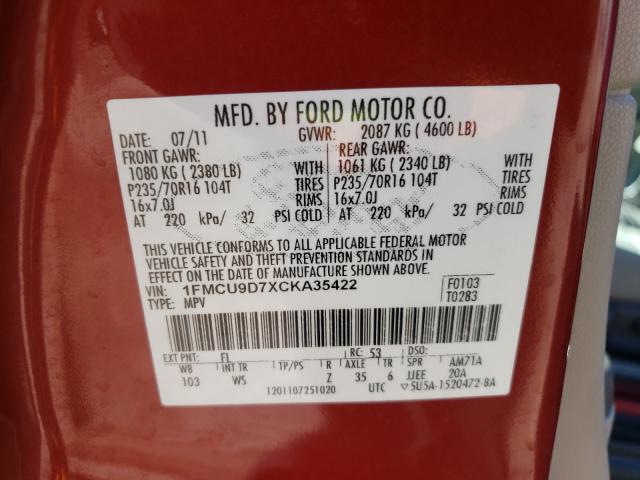 MFD. BY FORD MOTOR CO.
DATE: 07/11 GVWR: 2087 KG ( 4600 LB)
FRONT GAWR: REAR GAWR:
1080 KG ( 2380 LB) WITH 1061 KG ( 2340 LB) WITH
P235/70R16 104T TIRES P235/70R16 104T TIRES
16x7.0J RIMS 16x7.0J RIMS
AT 220 kPa/ 32 PSI COLD AT 220 kPa/ 32 PSI COLD
THIS VEHICLE CONFORMS TO ALL APPLICABLE FEDERAL MOTOR
VEHICLE SAFETY AND THEFT PREVENTION STANDARDS IN
EFFECT ON THE DATE OF MANUFACTURE SHOWN ABOVE.
VIN: 1FMCU9D7XCKA35422 F0103
TYPE: MPV T0283
EXT PNT: FL RC: 53 DSO:
WB INT TR TP/PS R AXLE TR SPR AM71A
103 WS Z 35 6 JJEE 20A
1201107251020 UTC ▽5U5A-1520472-BA